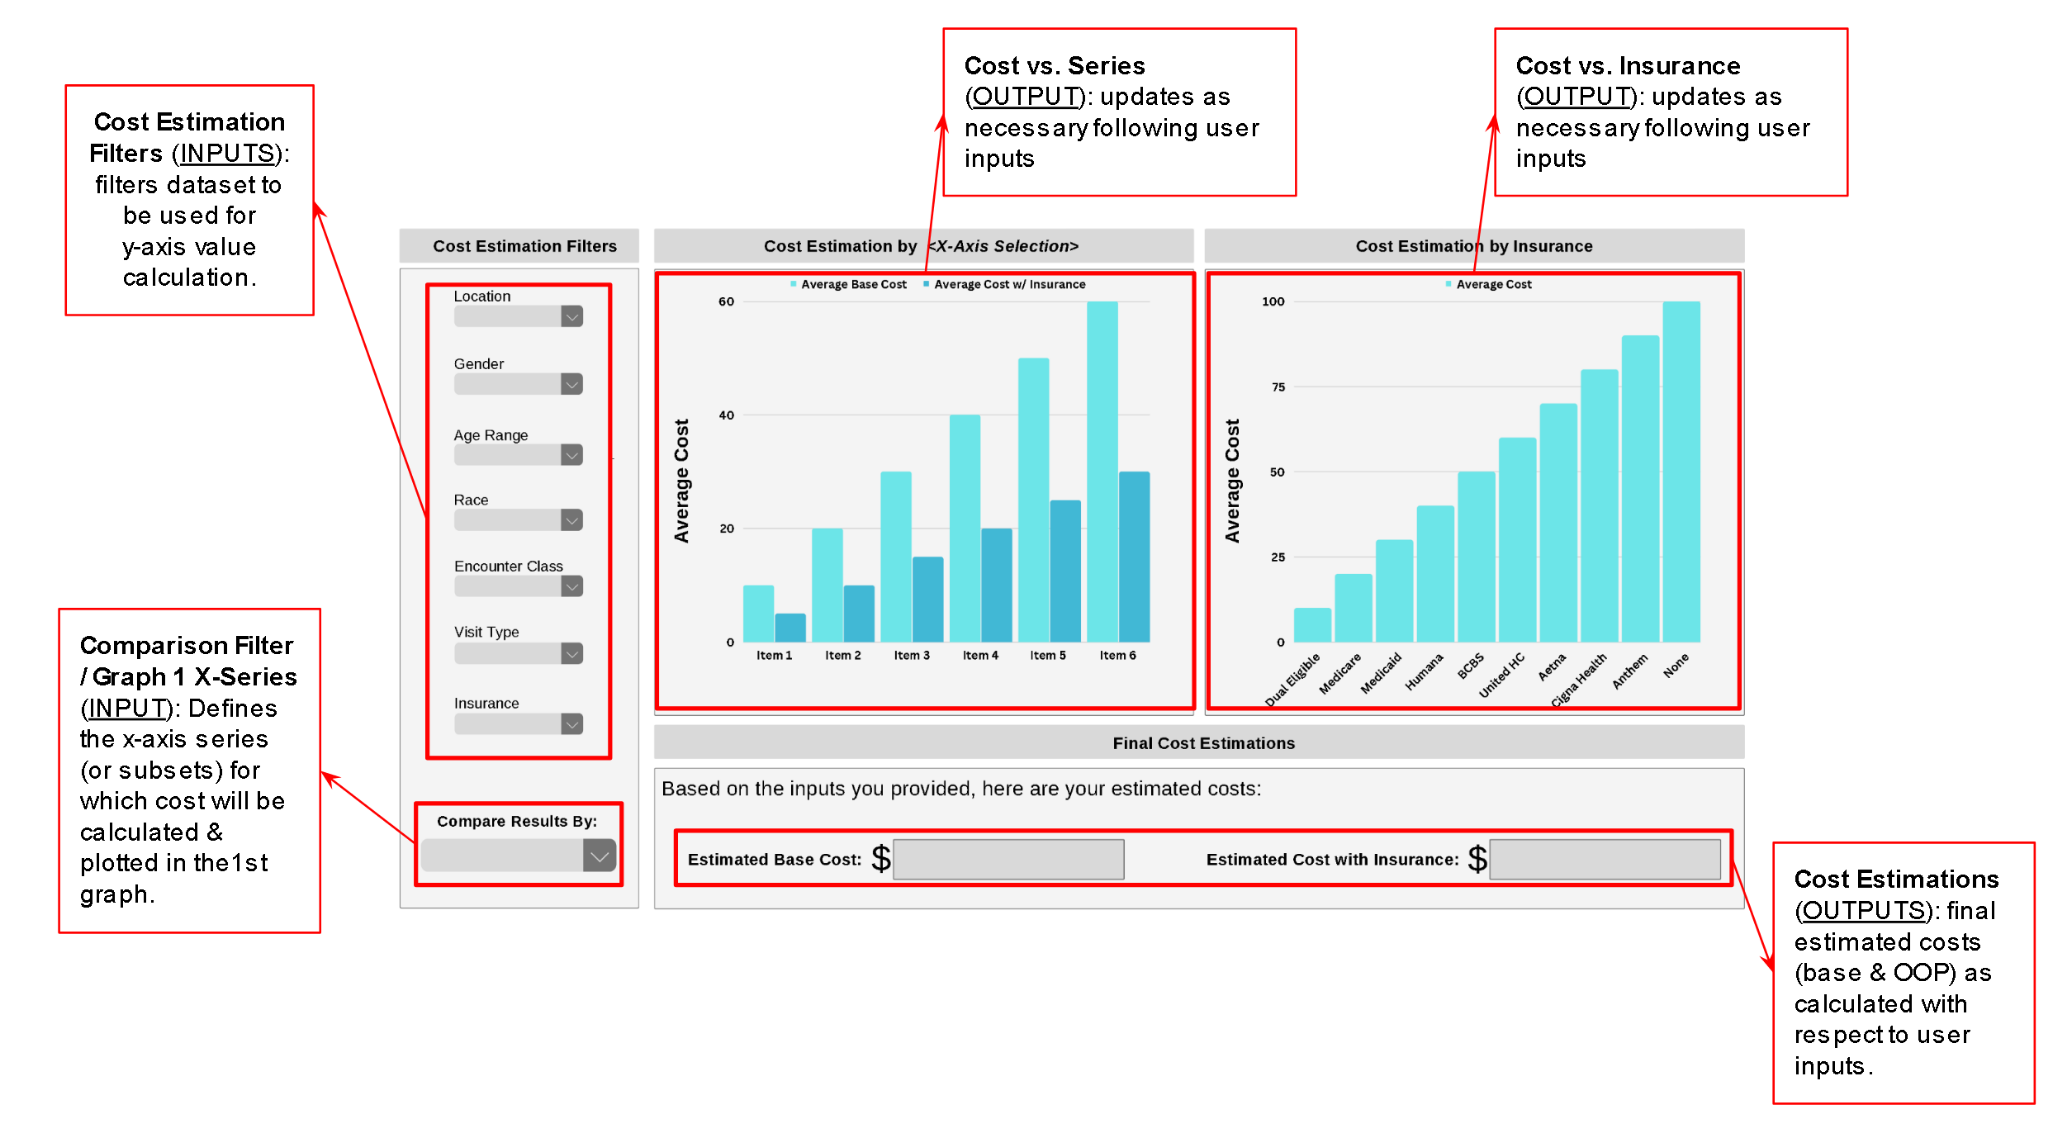 Cost vs. Series
(OUTPUT): updates as
necessary following user
inputs
Cost vs. Insurance
(OUTPUT): updates as
necessary following user
inputs
Cost Estimation
Filters (INPUTS):
filters dataset to
be used for
y-axis value
calculation.
Cost Estimation Filters
Location
Gender
Age Range
Race
Encounter Class
Visit Type
Insurance
Compare Results By:
Comparison Filter
/ Graph 1 X-Series
(INPUT): Defines
the x-axis series
(or subsets) for
which cost will be
calculated &
plotted in the1st
graph.
Cost Estimation by <X-Axis Selection>
Average Base Cost Average Cost w/ Insurance
Average Cost
60
40
20
0
Item 1 Item 2 Item 3 Item 4 Item 5 Item 6
Cost Estimation by Insurance
Average Cost
Average Cost
100
75
50
25
0
Dual Eligible Medicare Medicaid Humana BCBS United HC Aetna Cigna Health Anthem None
Final Cost Estimations
Based on the inputs you provided, here are your estimated costs:
Estimated Base Cost: $
Estimated Cost with Insurance: $
Cost Estimations
(OUTPUTS): final
estimated costs
(base & OOP) as
calculated with
respect to user
inputs.